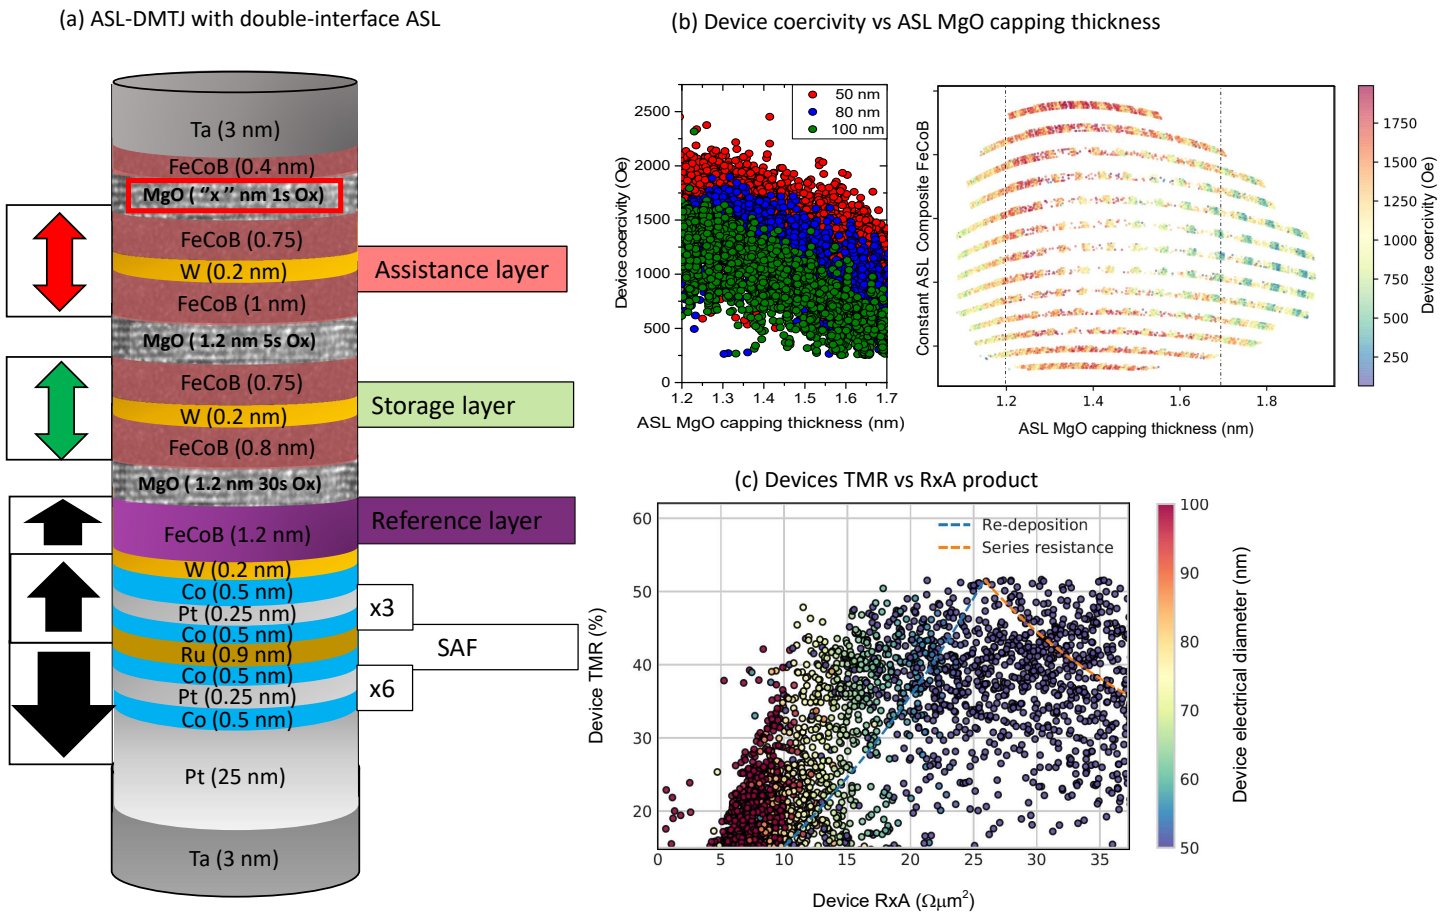 (a) ASL-DMTJ with double-interface ASL
Ta (3 nm)
FeCoB (0.4 nm)
MgO ( ‘‘x’’ nm 1s Ox)
FeCoB (0.75)
W (0.2 nm)
FeCoB (1 nm)
Assistance layer
MgO ( 1.2 nm 5s Ox)
FeCoB (0.75)
W (0.2 nm)
FeCoB (0.8 nm)
Storage layer
MgO ( 1.2 nm 30s Ox)
FeCoB (1.2 nm)
Reference layer
W (0.2 nm)
Co (0.5 nm)
Pt (0.25 nm)
Co (0.5 nm)
x3
Ru (0.9 nm)
SAF
Co (0.5 nm)
Pt (0.25 nm)
Co (0.5 nm)
x6
Pt (25 nm)
Ta (3 nm)
(b) Device coercivity vs ASL MgO capping thickness
50 nm
80 nm
100 nm
2500
2000
1500
1000
500
0
Device coercivity (Oe)
1.2 1.3 1.4 1.5 1.6 1.7
ASL MgO capping thickness (nm)
Constant ASL Composite FeCoB
1.2 1.4 1.6 1.8
ASL MgO capping thickness (nm)
1750
1500
1250
1000
750
500
250
Device coercivity (Oe)
(c) Devices TMR vs RxA product
Re-deposition
Series resistance
60
50
40
30
20
Device TMR (%)
0 5 10 15 20 25 30 35
Device RxA (Ωμm²)
100
90
80
70
60
50
Device electrical diameter (nm)